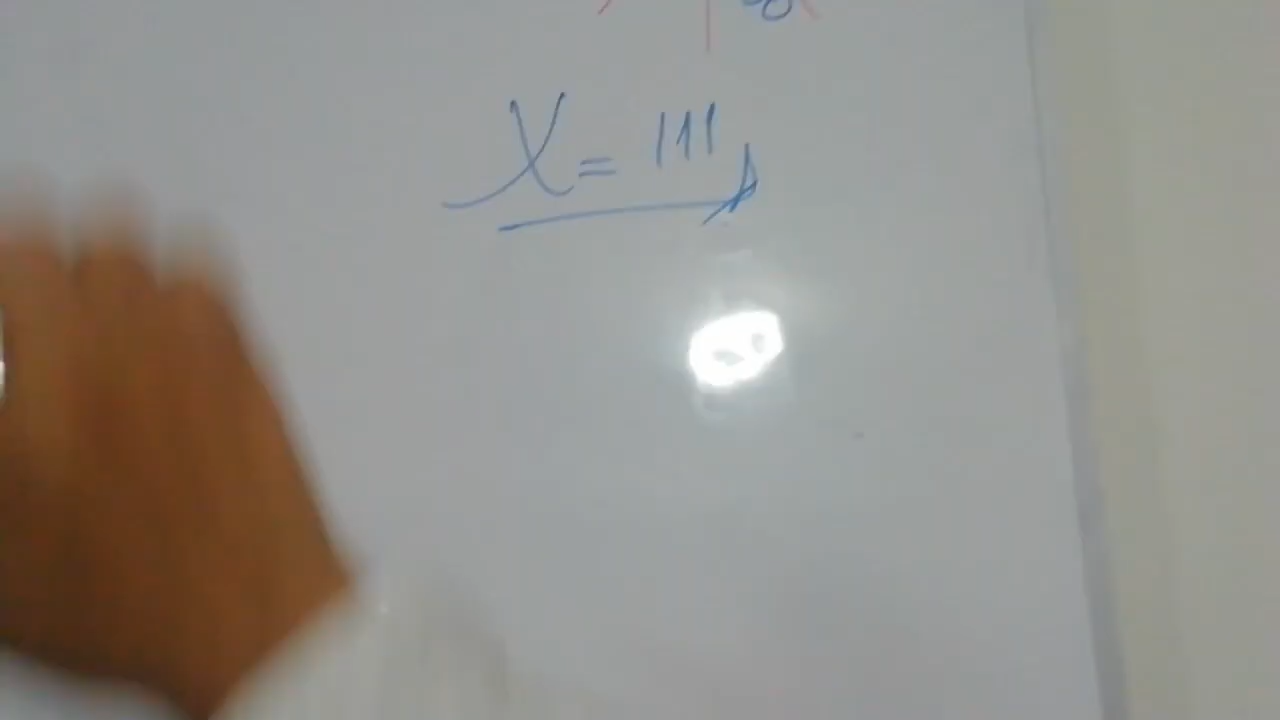 X = 111